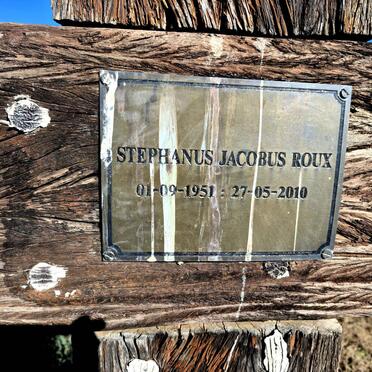 STEPHANUS JACOBUS ROUX
01-09-1951 - 27-05-2010